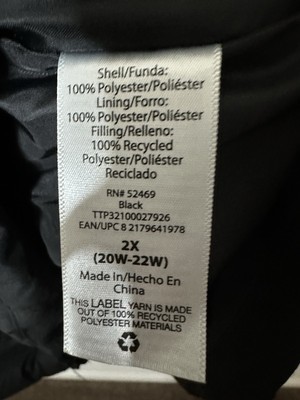 Shell/Funda:
100% Polyester/Poliéster
Lining/Forro:
100% Polyester/Poliéster
Filling/Relleno:
100% Recycled
Polyester/Poliéster
Reciclado
RN# 52469
Black
TTP32100027926
EAN/UPC 8 2179641978
2X
(20W-22W)
Made in/Hecho En
China
THIS LABEL YARN IS MADE
OUT OF 100% RECYCLED
POLYESTER MATERIALS